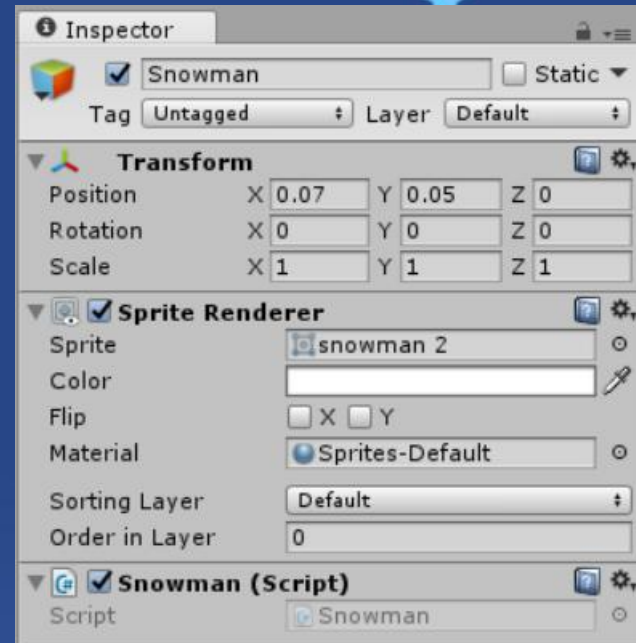 Inspector
Snowman Static
Tag Untagged Layer Default
Transform
Position X 0.07 Y 0.05 Z 0
Rotation X 0 Y 0 Z 0
Scale X 1 Y 1 Z 1
Sprite Renderer
Sprite snowman 2
Color
Flip X Y
Material Sprites-Default
Sorting Layer Default
Order in Layer 0
Snowman (Script)
Script Snowman